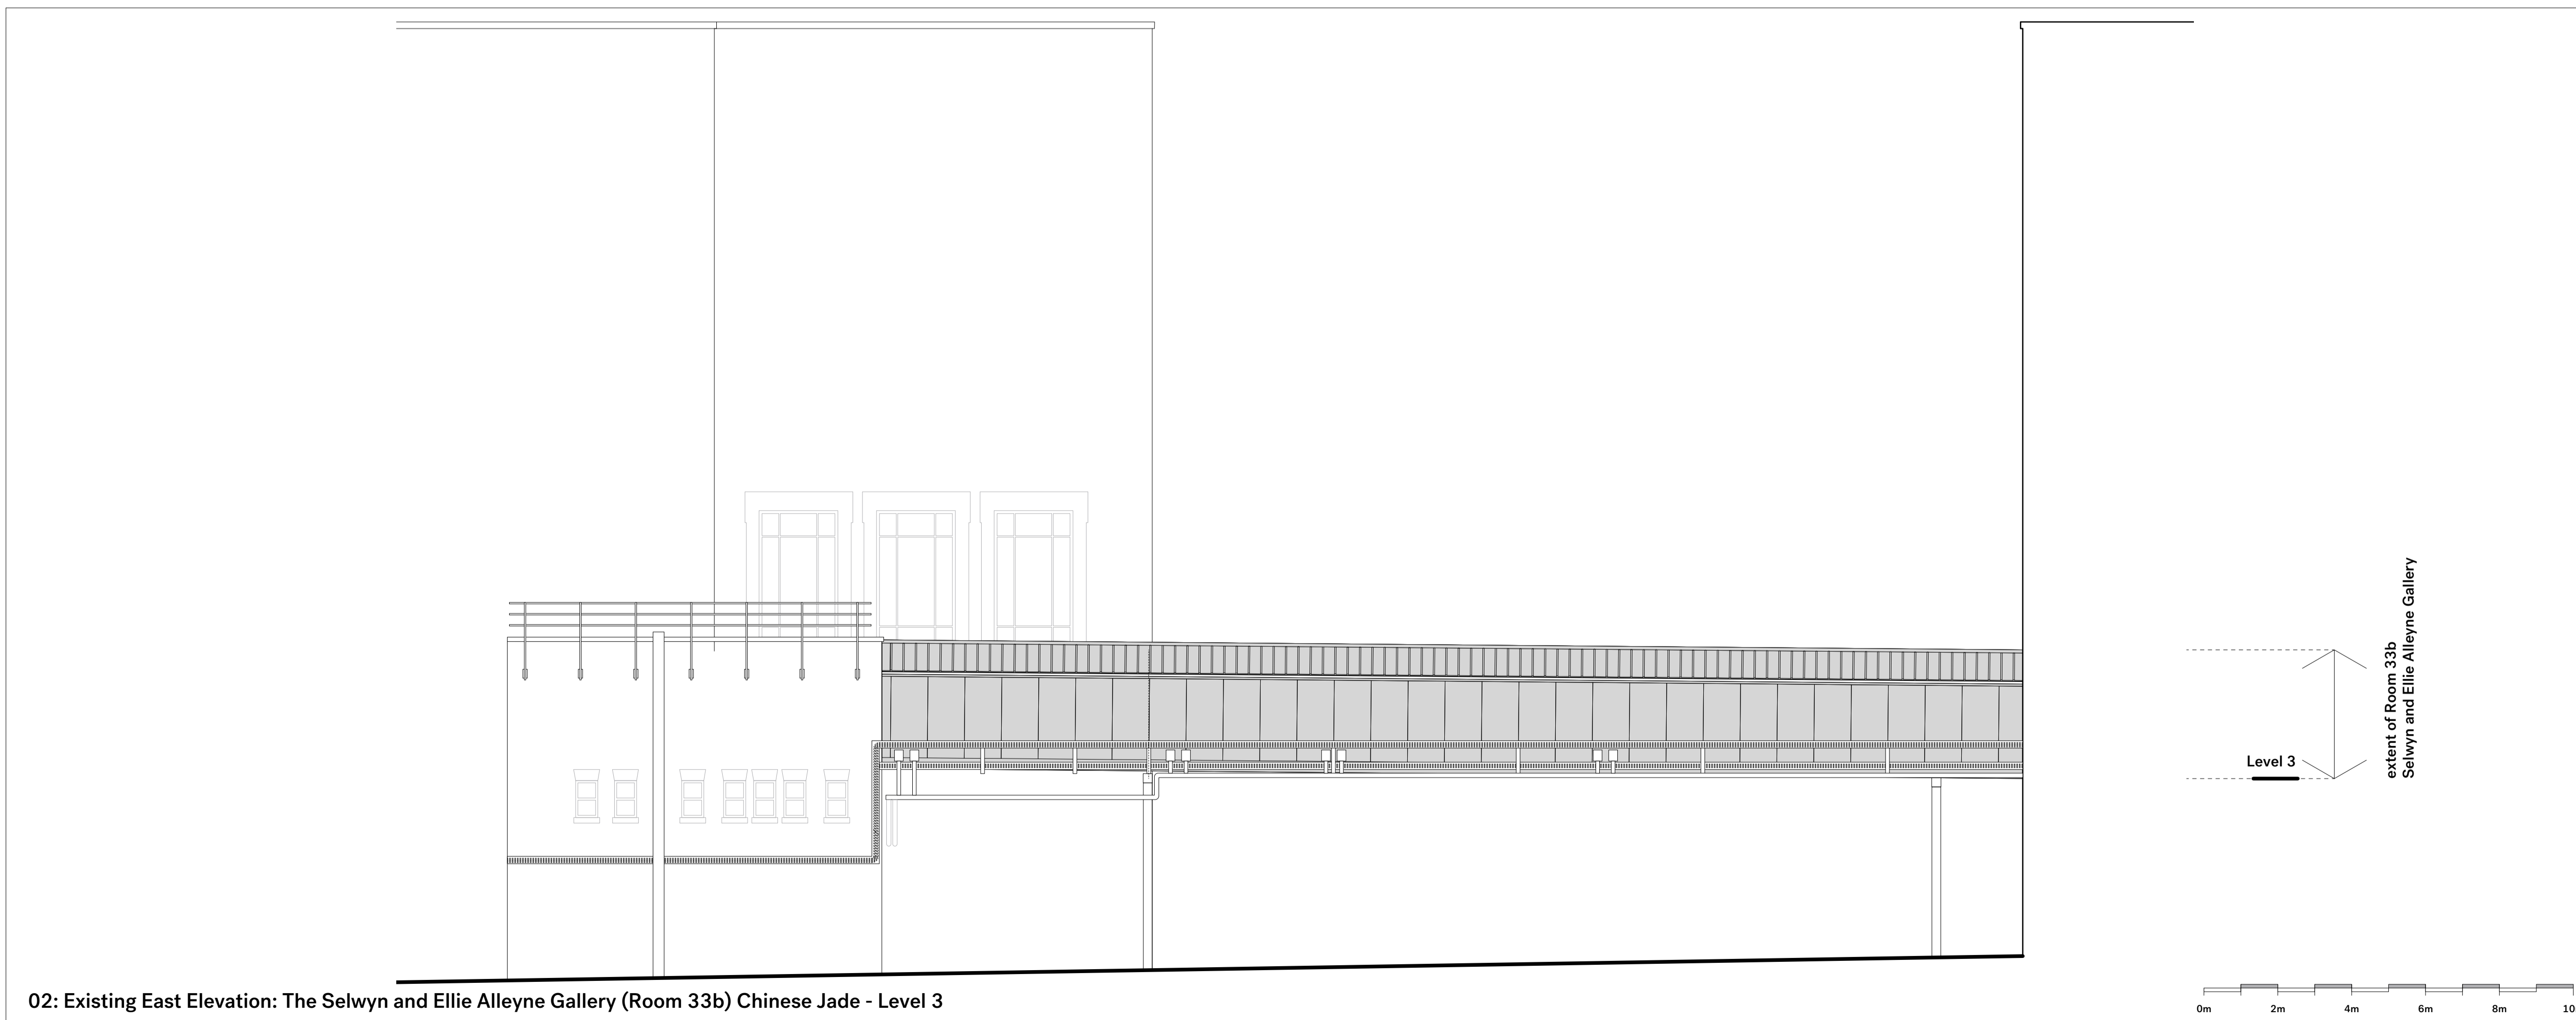 extent of Room 33b
Selwyn and Ellie Alleyne Gallery
Level 3
02: Existing East Elevation: The Selwyn and Ellie Alleyne Gallery (Room 33b) Chinese Jade - Level 3
0m 2m 4m 6m 8m 10